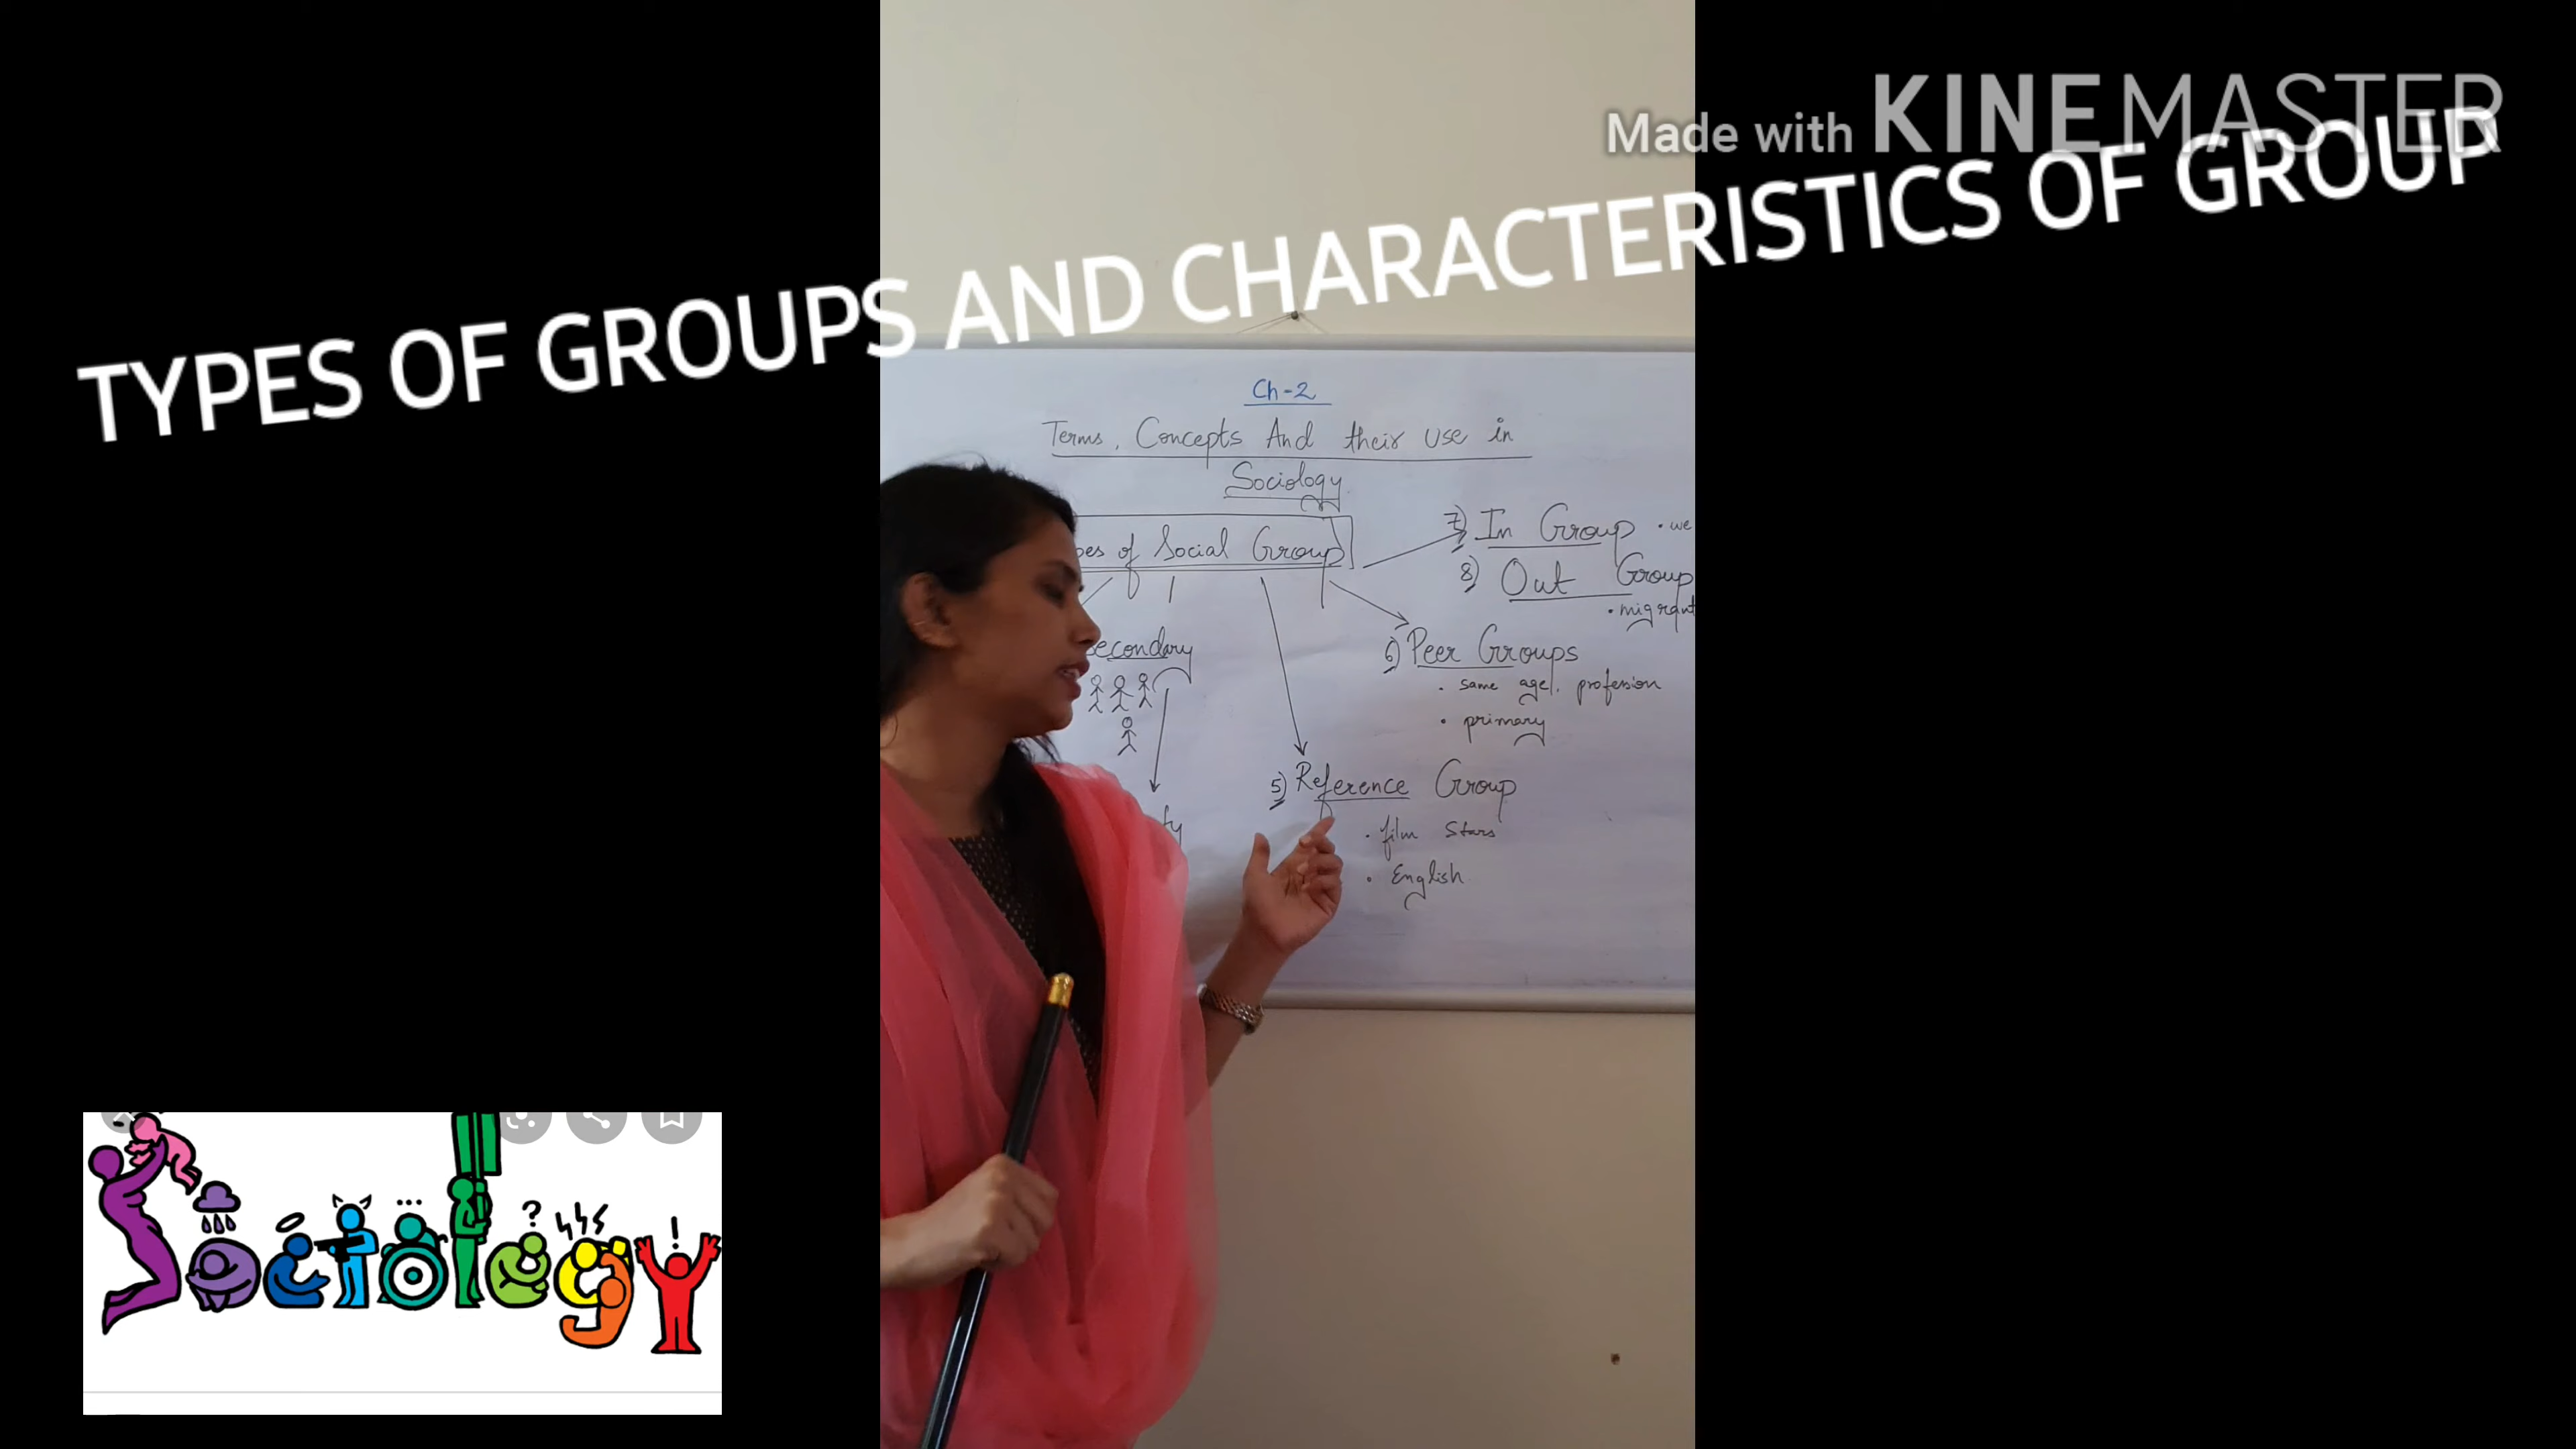 Made with KINEMASTER
TYPES OF GROUPS AND CHARACTERISTICS OF GROUP
Ch-2
Terms, Concepts And their use in
Sociology
of Social Group
7) In Group • we
8) Out Group
• migrant
6) Peer Groups
• same age, profession
• primary
5) Reference Group
• film Stars
• English
Sociology